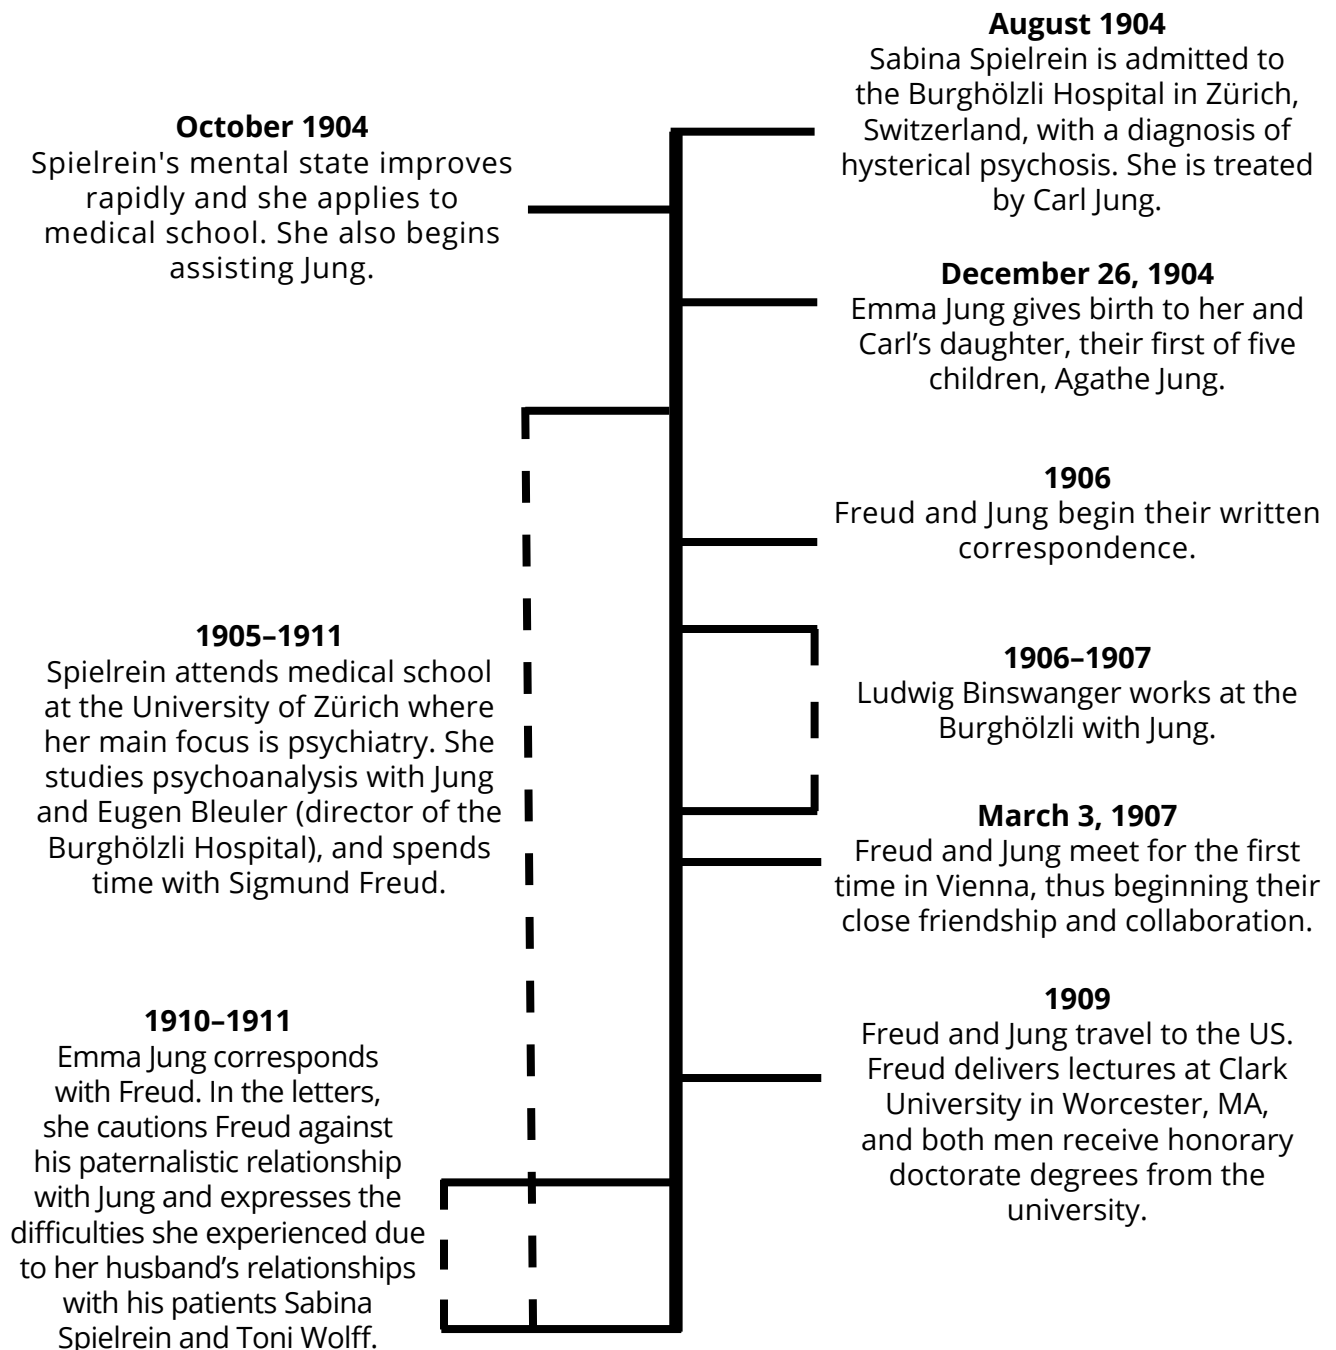 August 1904
Sabina Spielrein is admitted to
the Burghölzli Hospital in Zürich,
Switzerland, with a diagnosis of
hysterical psychosis. She is treated
by Carl Jung.
October 1904
Spielrein's mental state improves
rapidly and she applies to
medical school. She also begins
assisting Jung.
December 26, 1904
Emma Jung gives birth to her and
Carl’s daughter, their first of five
children, Agathe Jung.
1906
Freud and Jung begin their written
correspondence.
1905–1911
Spielrein attends medical school
at the University of Zürich where
her main focus is psychiatry. She
studies psychoanalysis with Jung
and Eugen Bleuler (director of the
Burghölzli Hospital), and spends
time with Sigmund Freud.
1906–1907
Ludwig Binswanger works at the
Burghölzli with Jung.
March 3, 1907
Freud and Jung meet for the first
time in Vienna, thus beginning their
close friendship and collaboration.
1909
Freud and Jung travel to the US.
Freud delivers lectures at Clark
University in Worcester, MA,
and both men receive honorary
doctorate degrees from the
university.
1910–1911
Emma Jung corresponds
with Freud. In the letters,
she cautions Freud against
his paternalistic relationship
with Jung and expresses the
difficulties she experienced due
to her husband’s relationships
with his patients Sabina
Spielrein and Toni Wolff.